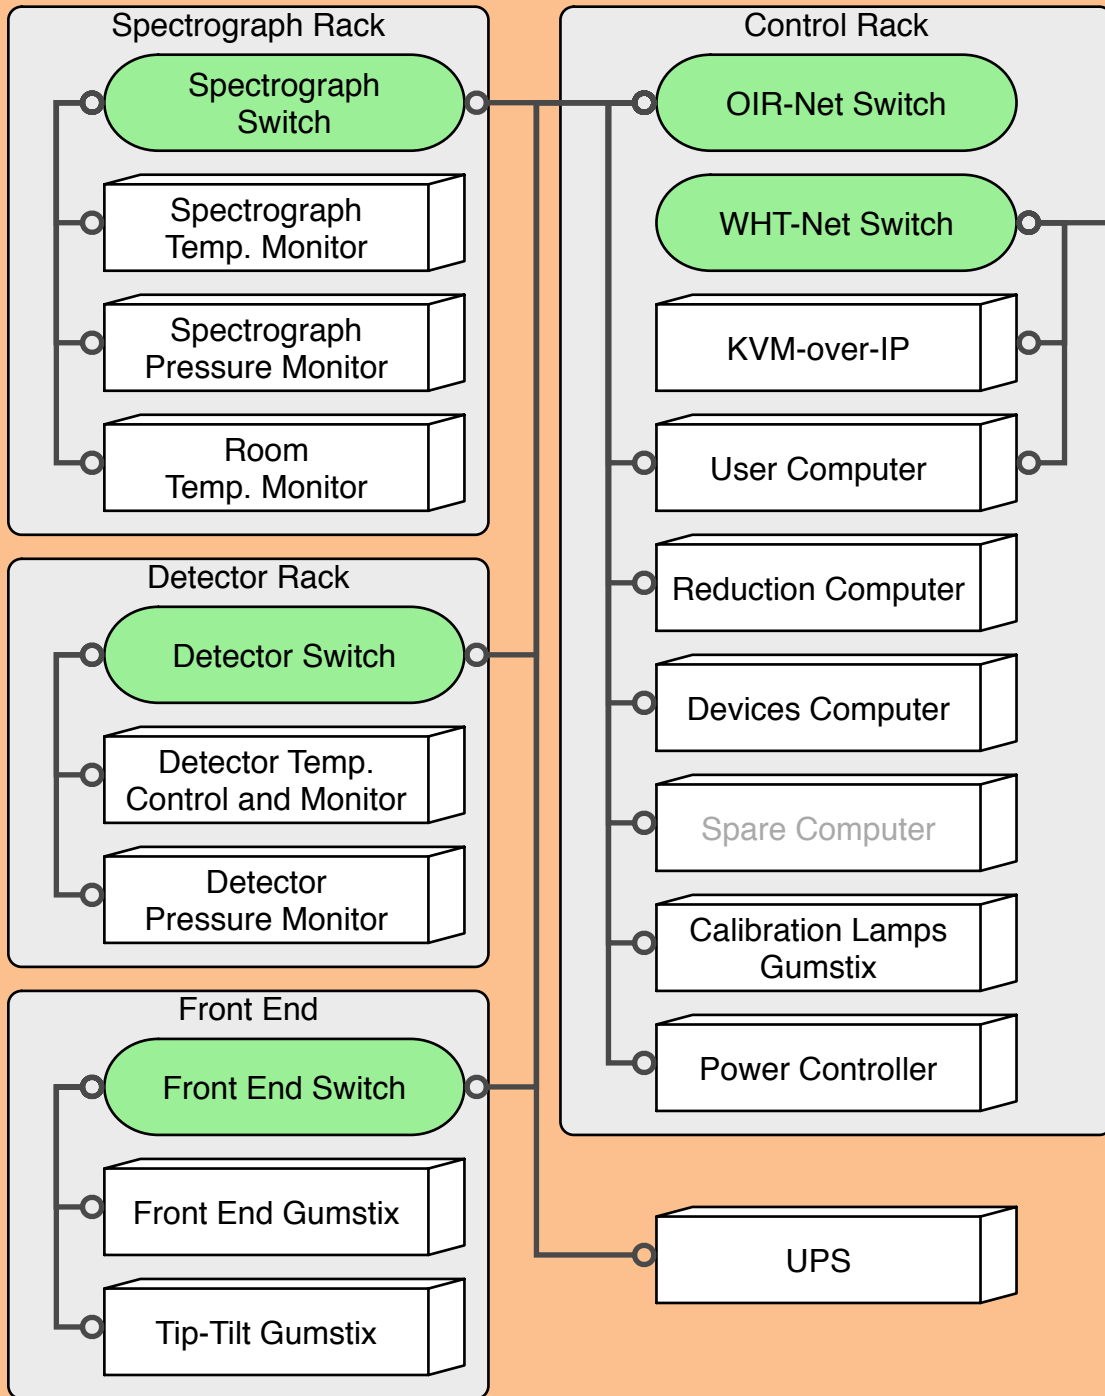 Spectrograph Rack
Spectrograph
Switch
Spectrograph
Temp. Monitor
Spectrograph
Pressure Monitor
Room
Temp. Monitor
Detector Rack
Detector Switch
Detector Temp.
Control and Monitor
Detector
Pressure Monitor
Front End
Front End Switch
Front End Gumstix
Tip-Tilt Gumstix
Control Rack
OIR-Net Switch
WHT-Net Switch
KVM-over-IP
User Computer
Reduction Computer
Devices Computer
Spare Computer
Calibration Lamps
Gumstix
Power Controller
UPS